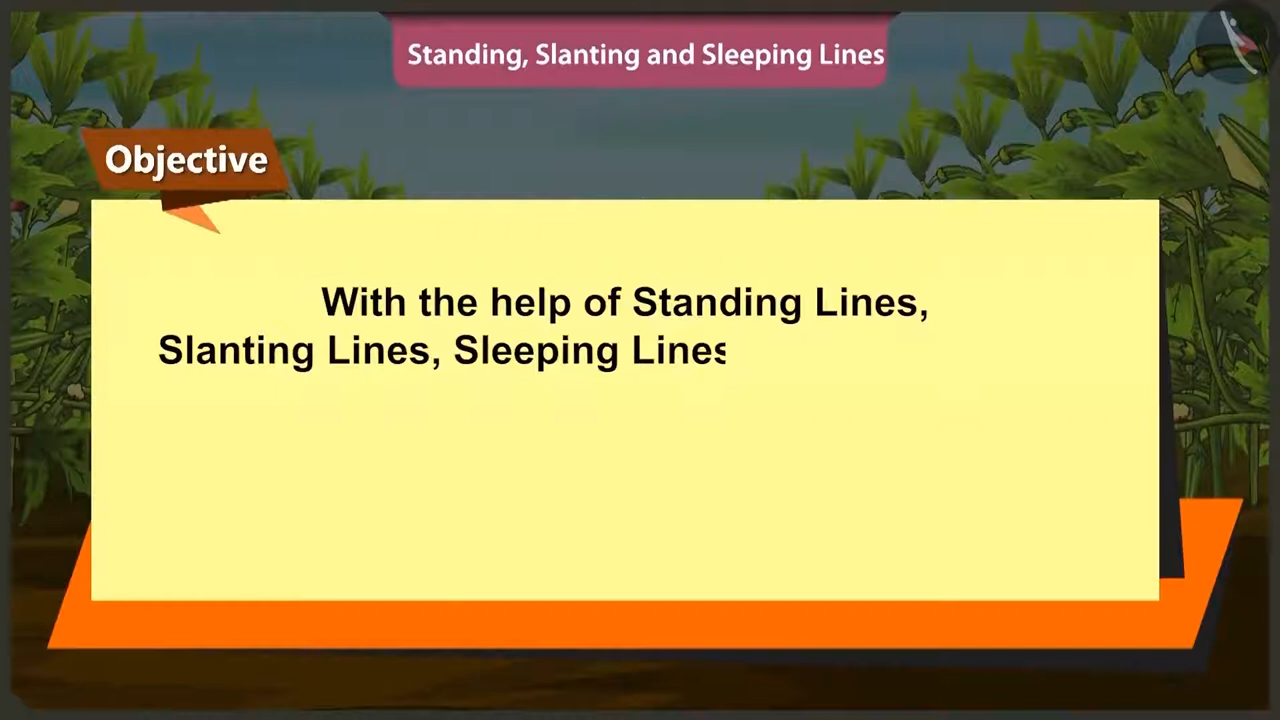 Standing, Slanting and Sleeping Lines
Objective
With the help of Standing Lines,
Slanting Lines, Sleeping Lines